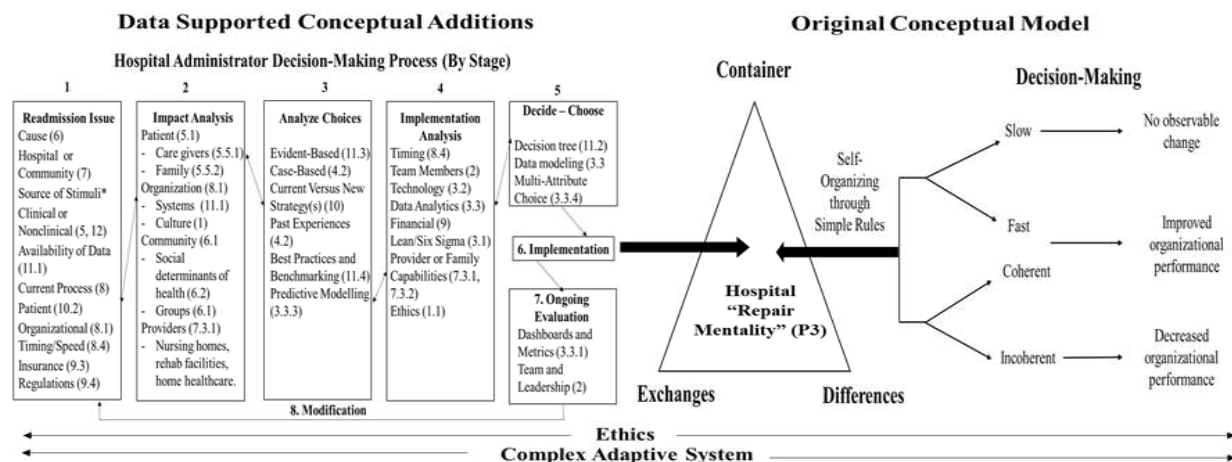 Data Supported Conceptual Additions
Hospital Administrator Decision-Making Process (By Stage)
1
Readmission Issue
Cause (6)
Hospital or
Community (7)
Source of Stimuli*
Clinical or
Nonclinical (5, 12)
Availability of Data
(11.1)
Current Process (8)
Patient (10.2)
Organizational (8.1)
Timing/Speed (8.4)
Insurance (9.3)
Regulations (9.4)
2
Impact Analysis
Patient (5.1)
- Care givers (5.5.1)
- Family (5.5.2)
Organization (8.1)
- Systems (11.1)
- Culture (1)
Community (6.1
- Social
determinants of
health (6.2)
- Groups (6.1)
Providers (7.3.1)
- Nursing homes,
rehab facilities,
home healthcare.
3
Analyze Choices
Evident-Based (11.3)
Case-Based (4.2)
Current Versus New
Strategy(s) (10)
Past Experiences
(4.2)
Best Practices and
Benchmarking (11.4)
Predictive Modelling
(3.3.3)
4
Implementation
Analysis
Timing (8.4)
Team Members (2)
Technology (3.2)
Data Analytics (3.3)
Financial (9)
Lean/Six Sigma (3.1)
Provider or Family
Capabilities (7.3.1,
7.3.2)
Ethics (1.1)
5
Decide – Choose
Decision tree (11.2)
Data modeling (3.3
Multi-Attribute
Choice (3.3.4)
6. Implementation
7. Ongoing
Evaluation
Dashboards and
Metrics (3.3.1)
Team and
Leadership (2)
8. Modification
Original Conceptual Model
Container
Hospital
“Repair
Mentality” (P3)
Exchanges
Differences
Self-
Organizing
through
Simple Rules
Decision-Making
Slow
No observable
change
Fast
Improved
organizational
performance
Coherent
Incoherent
Decreased
organizational
performance
Ethics
Complex Adaptive System